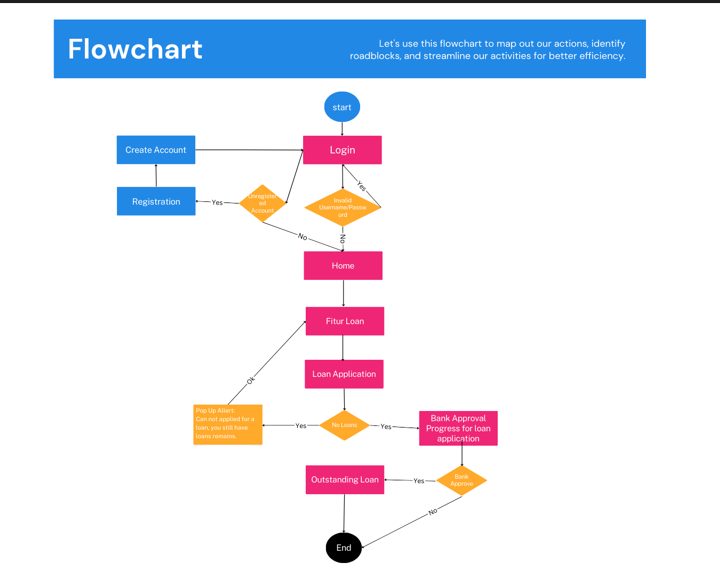 Flowchart
Let's use this flowchart to map out our actions, identify
roadblocks, and streamline our activities for better efficiency.
start
Create Account
Login
Yes
Registration
Yes
Unregister
ed
Account
Invalid
Username/Passw
ord
No
No
Home
Fitur Loan
Ok
Loan Application
Pop Up Allert:
Can not applied for a
loan, you still have
loans remains.
Yes
No Loans
Yes
Bank Approval
Progress for loan
application
Outstanding Loan
Yes
Bank
Approve
No
End